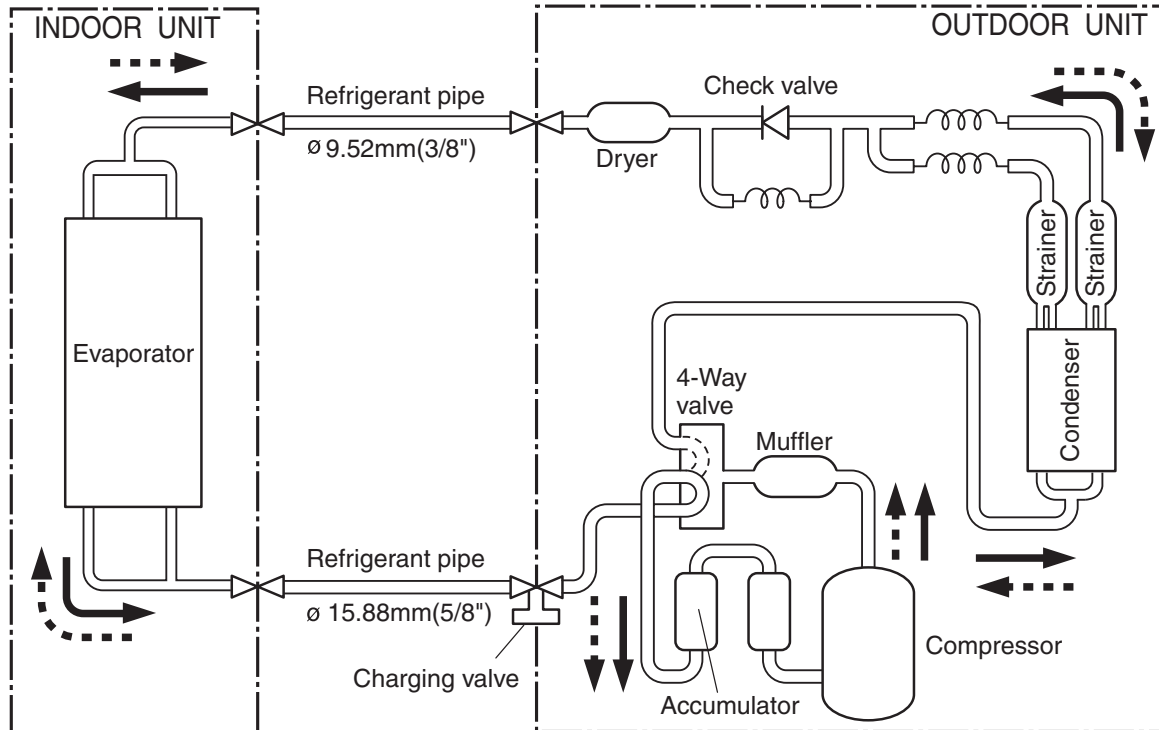 INDOOR UNIT
OUTDOOR UNIT
Refrigerant pipe
ø 9.52mm(3/8")
Dryer
Check valve
Strainer
Strainer
Evaporator
Condenser
4-Way
valve
Muffler
Refrigerant pipe
ø 15.88mm(5/8")
Charging valve
Accumulator
Compressor